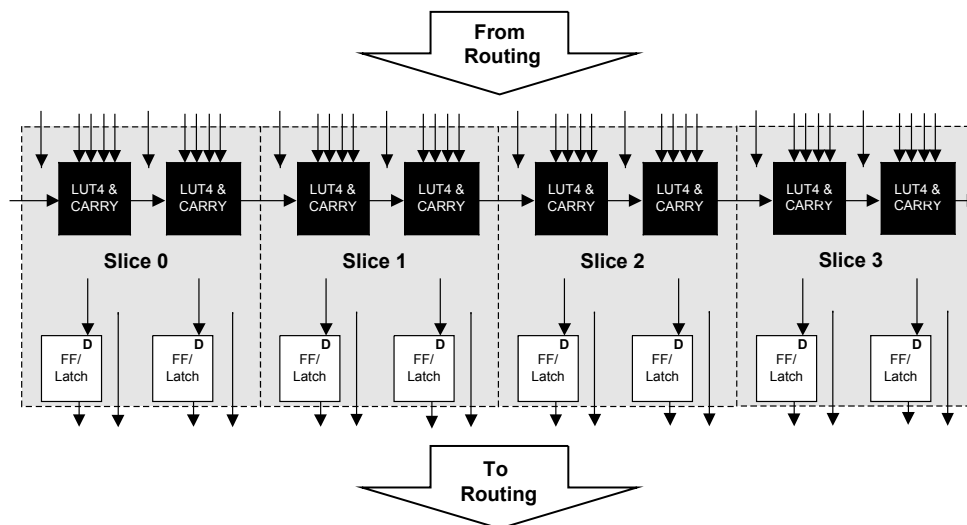 From
Routing
LUT4 &
CARRY
LUT4 &
CARRY
LUT4 &
CARRY
LUT4 &
CARRY
LUT4 &
CARRY
LUT4 &
CARRY
LUT4 &
CARRY
LUT4 &
CARRY
Slice 0
Slice 1
Slice 2
Slice 3
D
FF/
Latch
D
FF/
Latch
D
FF/
Latch
D
FF/
Latch
D
FF/
Latch
D
FF/
Latch
D
FF/
Latch
D
FF/
Latch
To
Routing